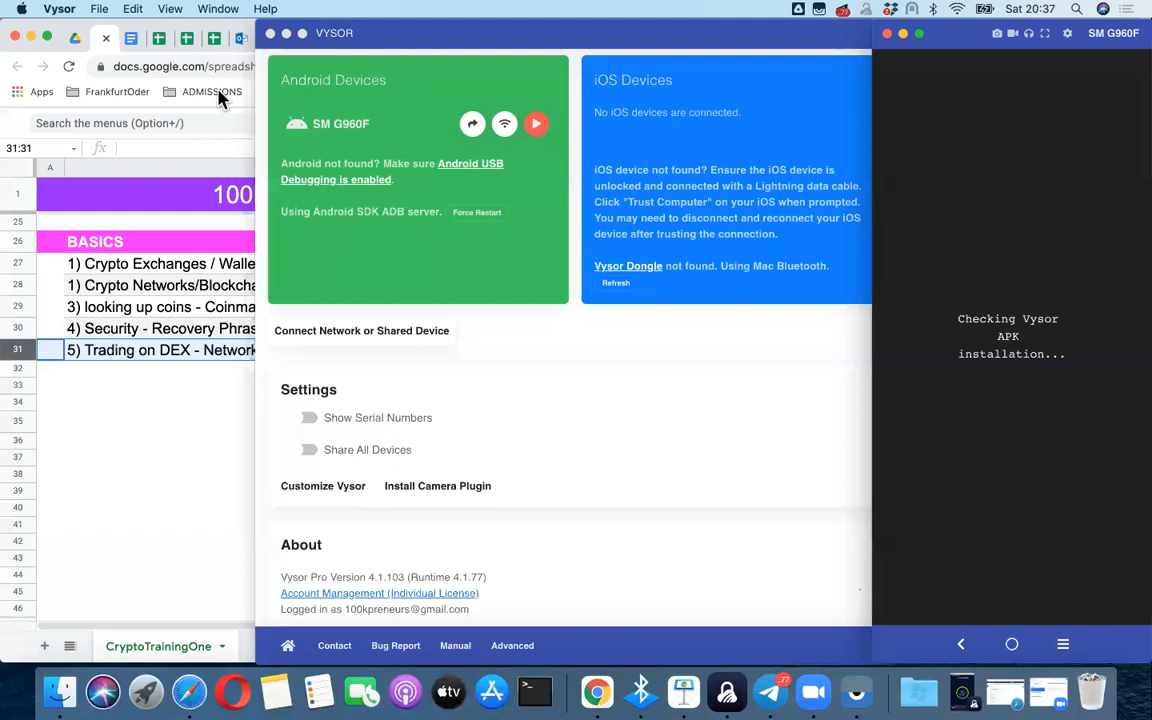 Vysor File Edit View Window Help
Sat 20:37
VYSOR
SM G960F
docs.google.com/spreadsh
Apps FrankfurtOder ADMISSIONS
Search the menus (Option+/)
31:31 fx
A
1 100
25
26 BASICS
27 1) Crypto Exchanges / Walle
28 1) Crypto Networks/Blockcha
29 3) looking up coins - Coinma
30 4) Security - Recovery Phras
31 5) Trading on DEX - Network
32
33
34
35
36
37
38
39
40
41
42
43
44
45
46
CryptoTrainingOne
Android Devices
SM G960F
Android not found? Make sure Android USB
Debugging is enabled.
Using Android SDK ADB server. Force Restart
iOS Devices
No iOS devices are connected.
iOS device not found? Ensure the iOS device is
unlocked and connected with a Lightning data cable.
Click "Trust Computer" on your iOS when prompted.
You may need to disconnect and reconnect your iOS
device after trusting the connection.
Vysor Dongle not found. Using Mac Bluetooth.
Refresh
Connect Network or Shared Device
Settings
Show Serial Numbers
Share All Devices
Customize Vysor Install Camera Plugin
About
Vysor Pro Version 4.1.103 (Runtime 4.1.77)
Account Management (Individual License)
Logged in as 100kpreneurs@gmail.com
Contact Bug Report Manual Advanced
Checking Vysor
APK
installation...
tv
77